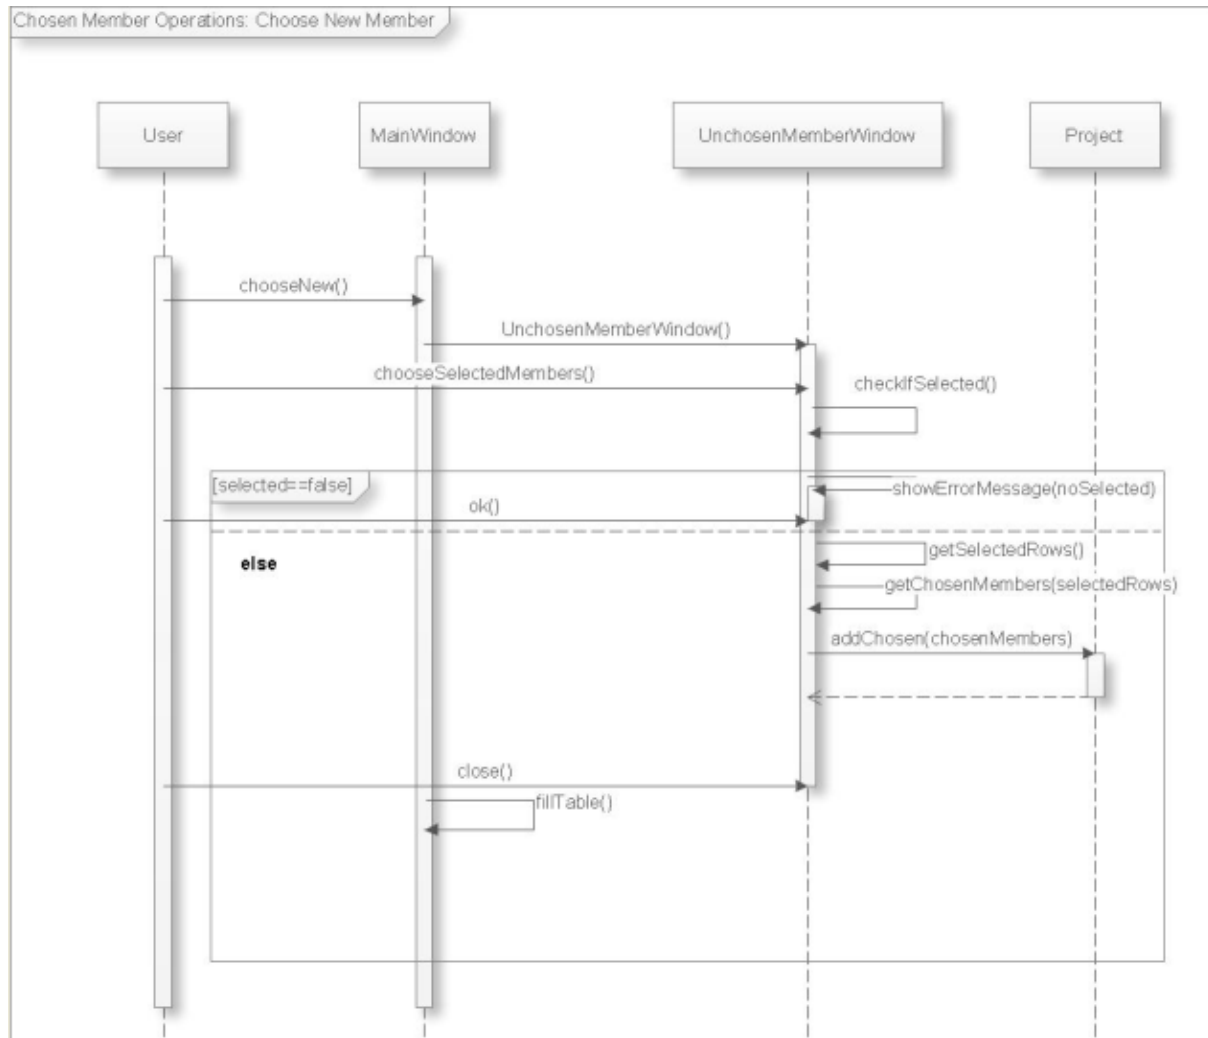 Chosen Member Operations: Choose New Member
User
MainWindow
UnchosenMemberWindow
Project
chooseNew()
UnchosenMemberWindow()
chooseSelectedMembers()
checkIfSelected()
[selected==false]
showErrorMessage(noSelected)
ok()
else
getSelectedRows()
getChosenMembers(selectedRows)
addChosen(chosenMembers)
close()
fillTable()